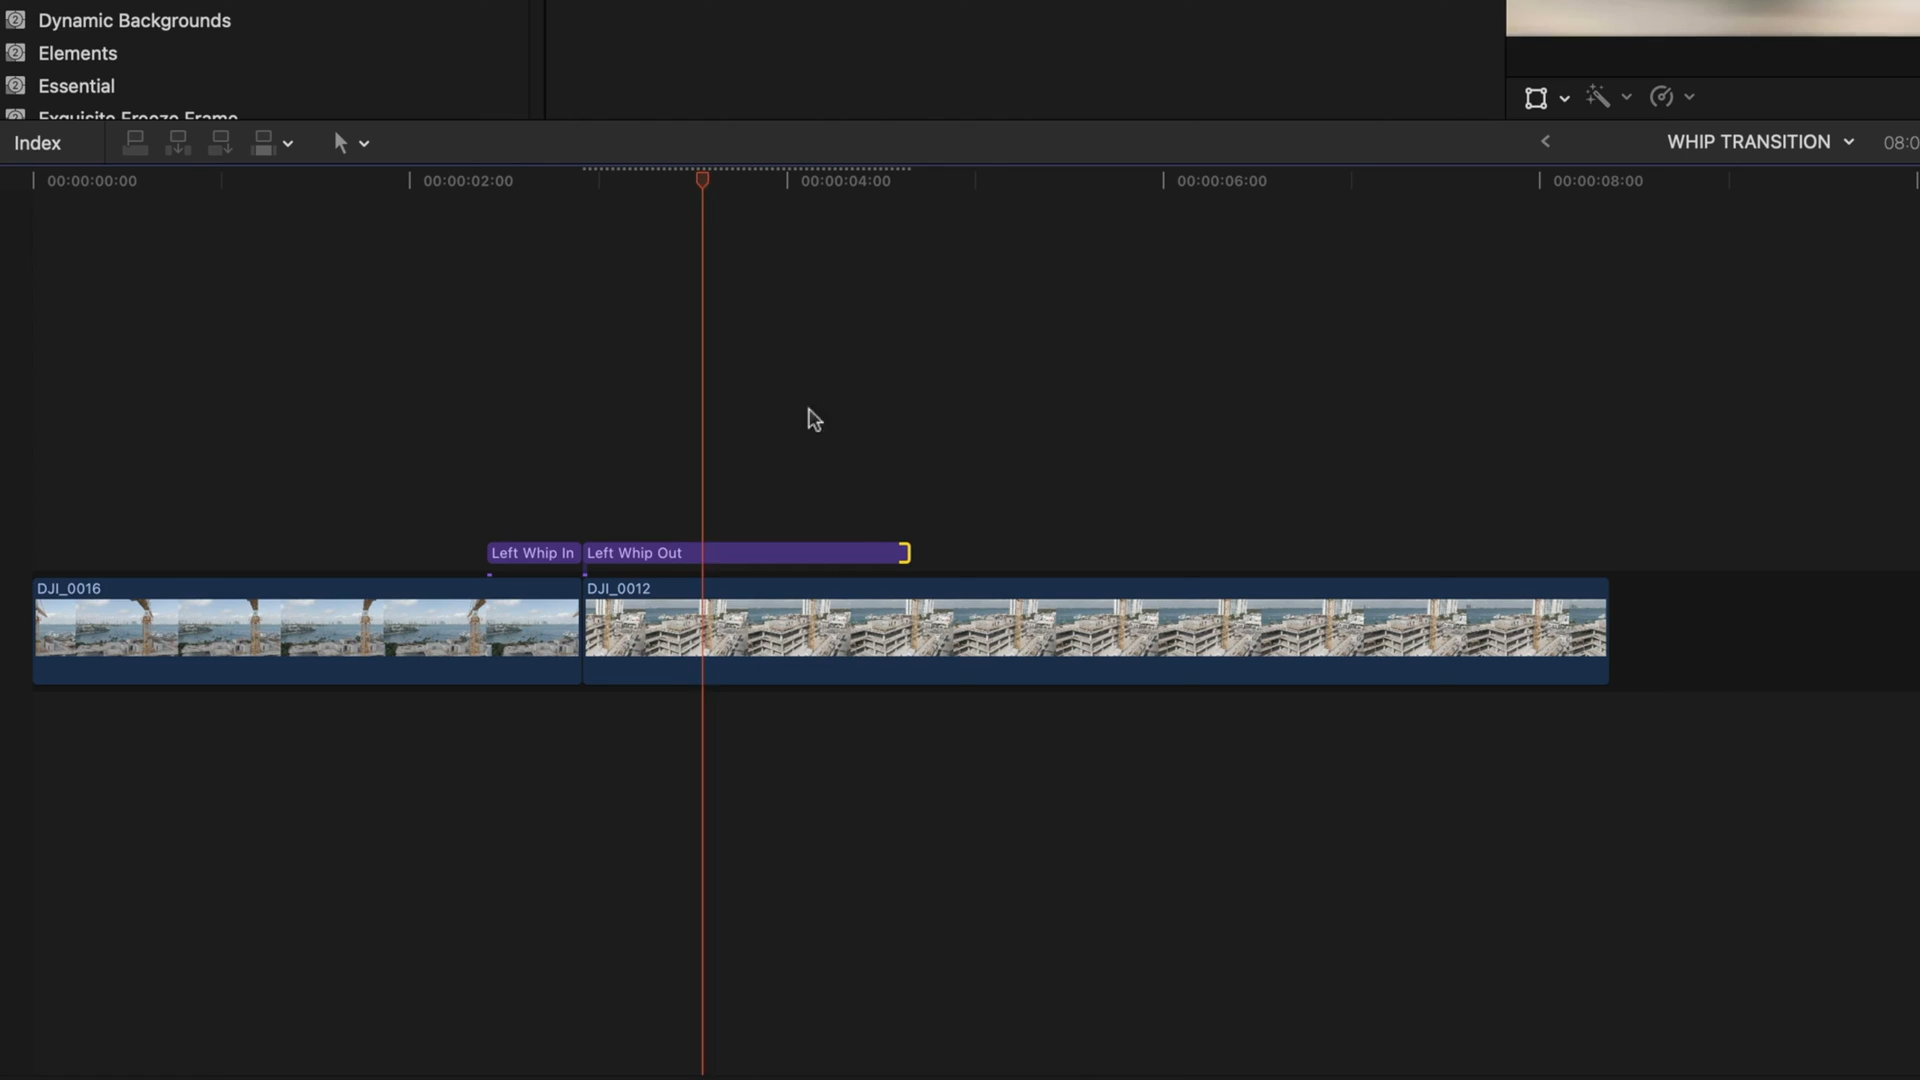 Dynamic Backgrounds
Elements
Essential
Exquisite Freeze Frame
Index
WHIP TRANSITION
08:0
00:00:00:00
00:00:02:00
00:00:04:00
00:00:06:00
00:00:08:00
Left Whip In
Left Whip Out
DJI_0016
DJI_0012